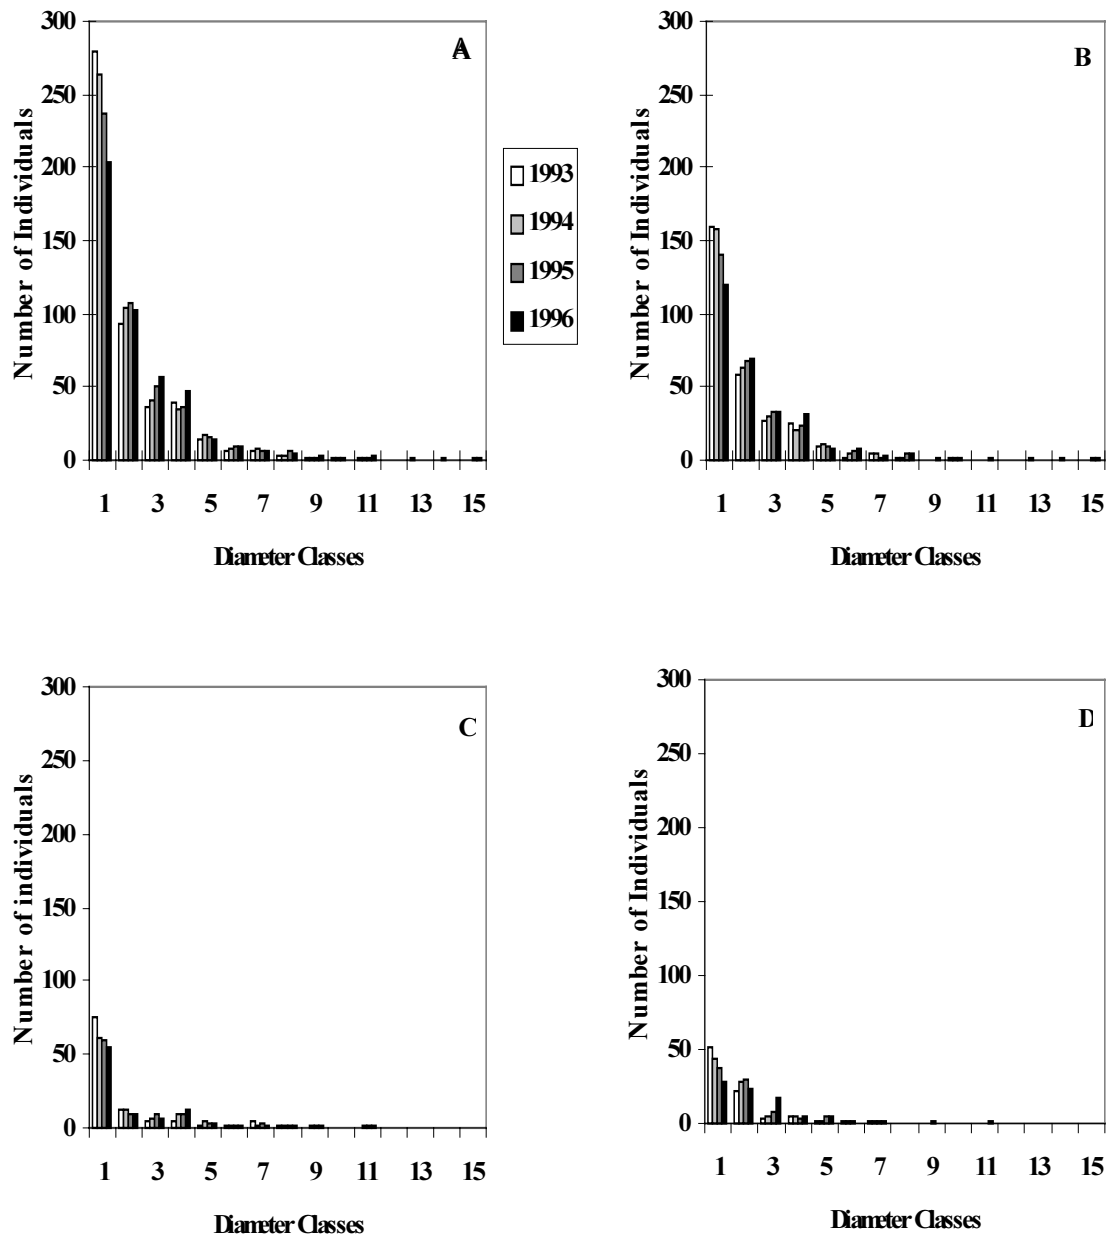 A
Number of Individuals
300
250
200
150
100
50
0
1 3 5 7 9 11 13 15
Diameter Classes
1993
1994
1995
1996
B
Number of Individuals
300
250
200
150
100
50
0
1 3 5 7 9 11 13 15
Diameter Classes
C
Number of individuals
300
250
200
150
100
50
0
1 3 5 7 9 11 13 15
Diameter Classes
D
Number of Individuals
300
250
200
150
100
50
0
1 3 5 7 9 11 13 15
Diameter Classes